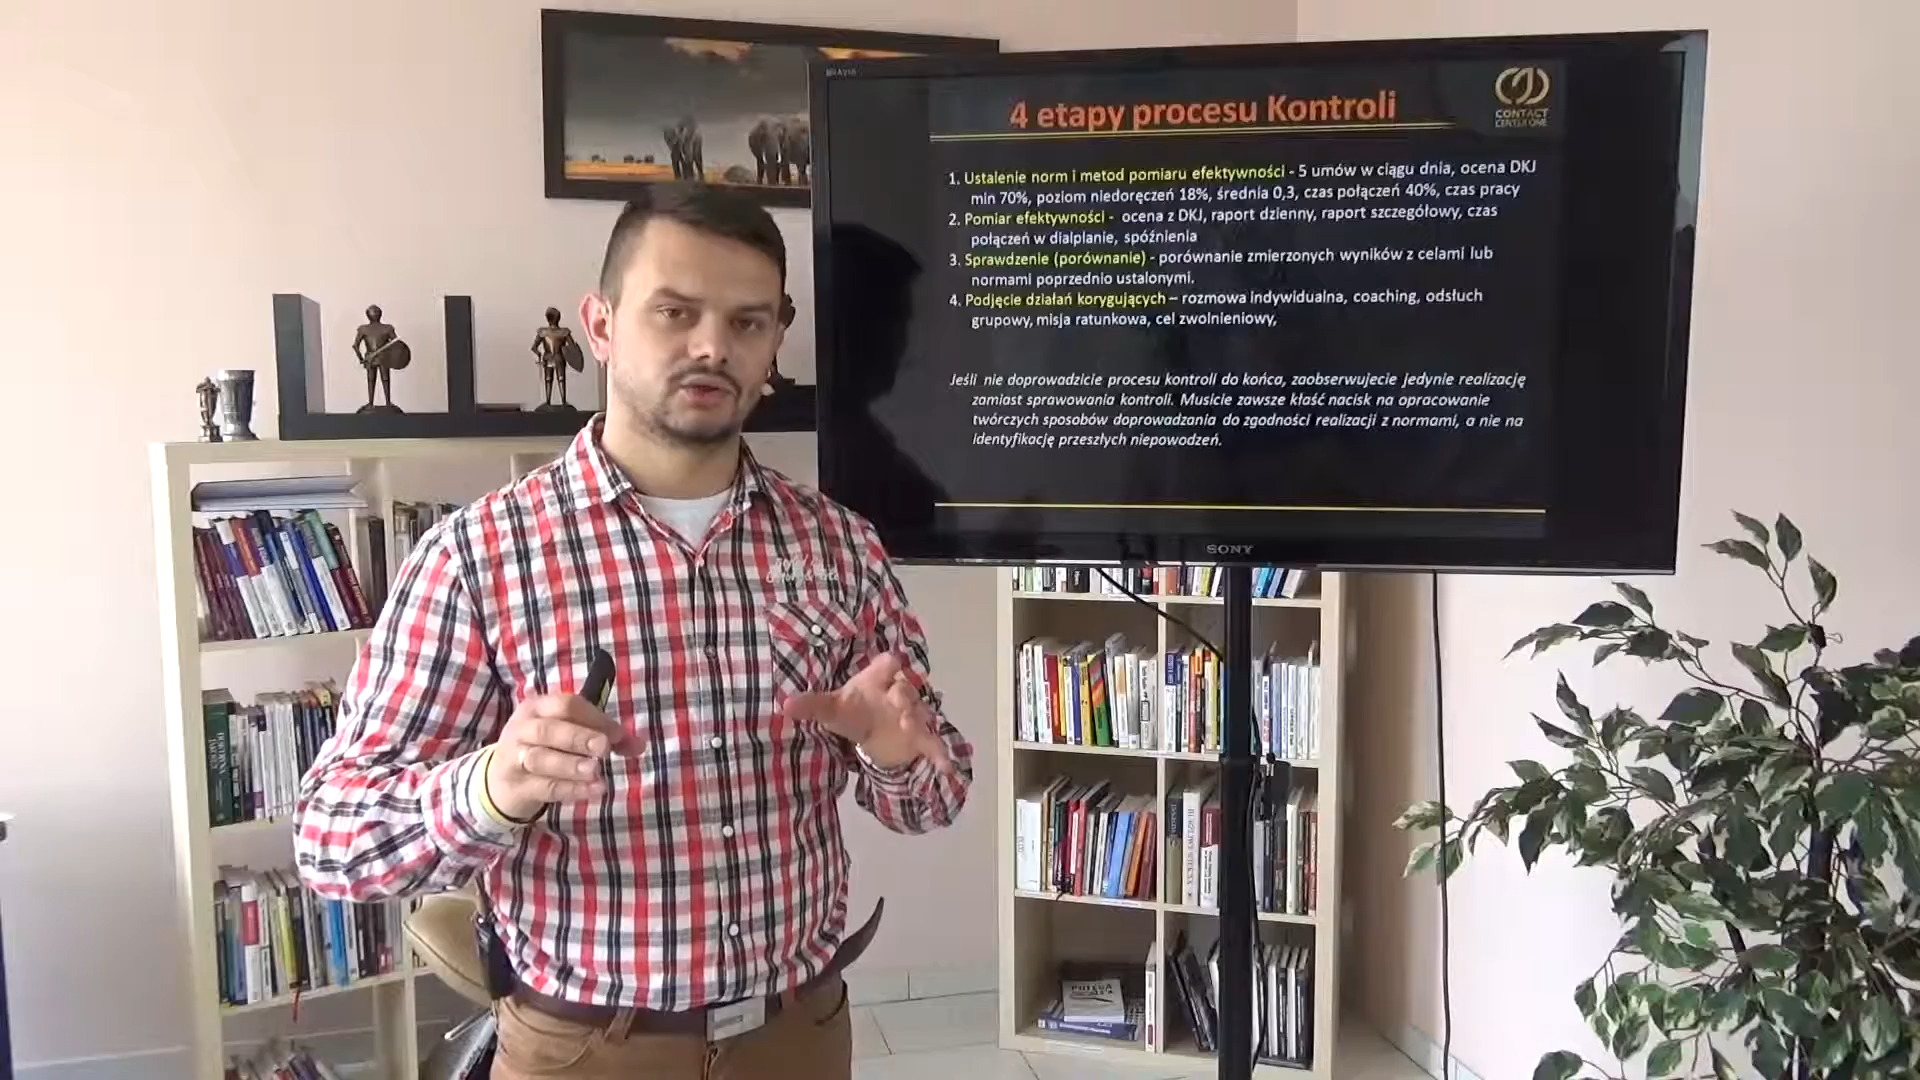 BRAVIA
4 etapy procesu Kontroli
CONTACT
CENTER ONE
1. Ustalenie norm i metod pomiaru efektywności - 5 umów w ciągu dnia, ocena DKJ
min 70%, poziom niedoręczeń 18%, średnia 0,3, czas połączeń 40%, czas pracy
2. Pomiar efektywności - ocena z DKJ, raport dzienny, raport szczegółowy, czas
połączeń w dialplanie, spóźnienia
3. Sprawdzenie (porównanie) - porównanie zmierzonych wyników z celami lub
normami poprzednio ustalonymi.
4. Podjęcie działań korygujących – rozmowa indywidualna, coaching, odsłuch
grupowy, misja ratunkowa, cel zwolnieniowy,
Jeśli nie doprowadzicie procesu kontroli do końca, zaobserwujecie jedynie realizację
zamiast sprawowania kontroli. Musicie zawsze kłaść nacisk na opracowanie
twórczych sposobów doprowadzania do zgodności realizacji z normami, a nie na
identyfikację przeszłych niepowodzeń.
SONY